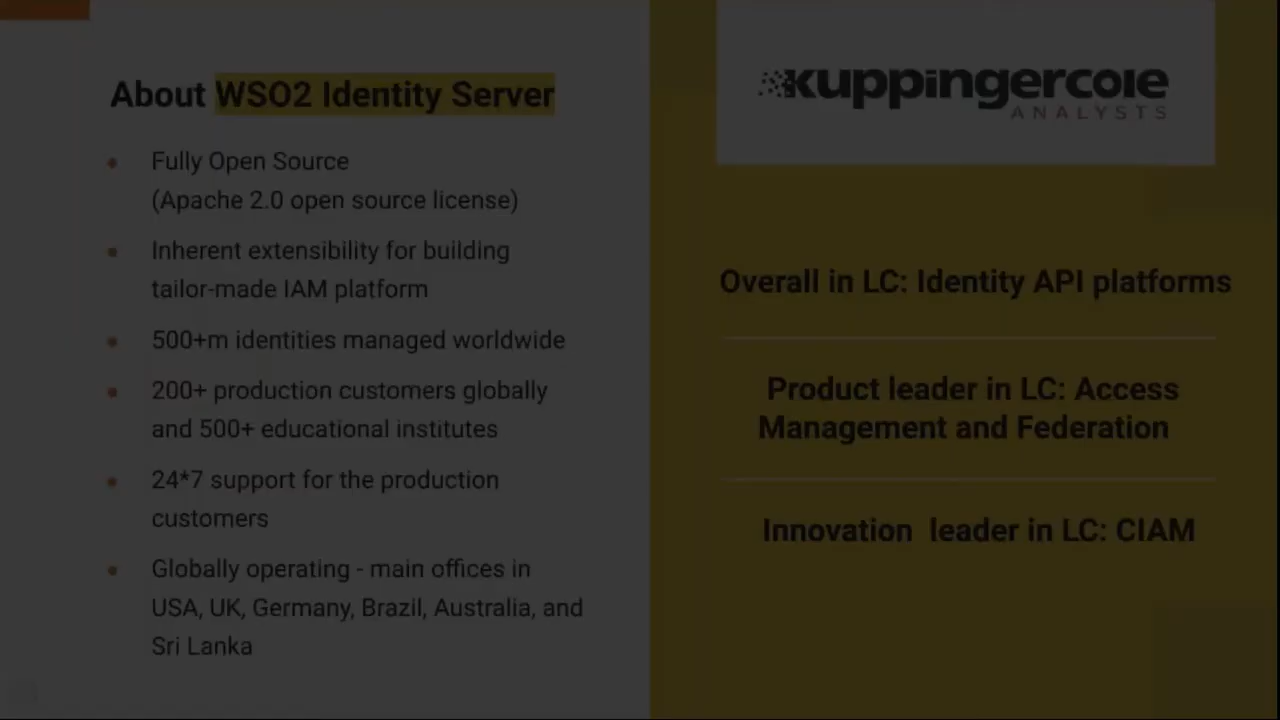 About WSO2 Identity Server
Fully Open Source
(Apache 2.0 open source license)
Inherent extensibility for building
tailor-made IAM platform
500+m identities managed worldwide
200+ production customers globally
and 500+ educational institutes
24*7 support for the production
customers
Globally operating - main offices in
USA, UK, Germany, Brazil, Australia, and
Sri Lanka
kuppingercole
ANALYSTS
Overall in LC: Identity API platforms
Product leader in LC: Access
Management and Federation
Innovation leader in LC: CIAM